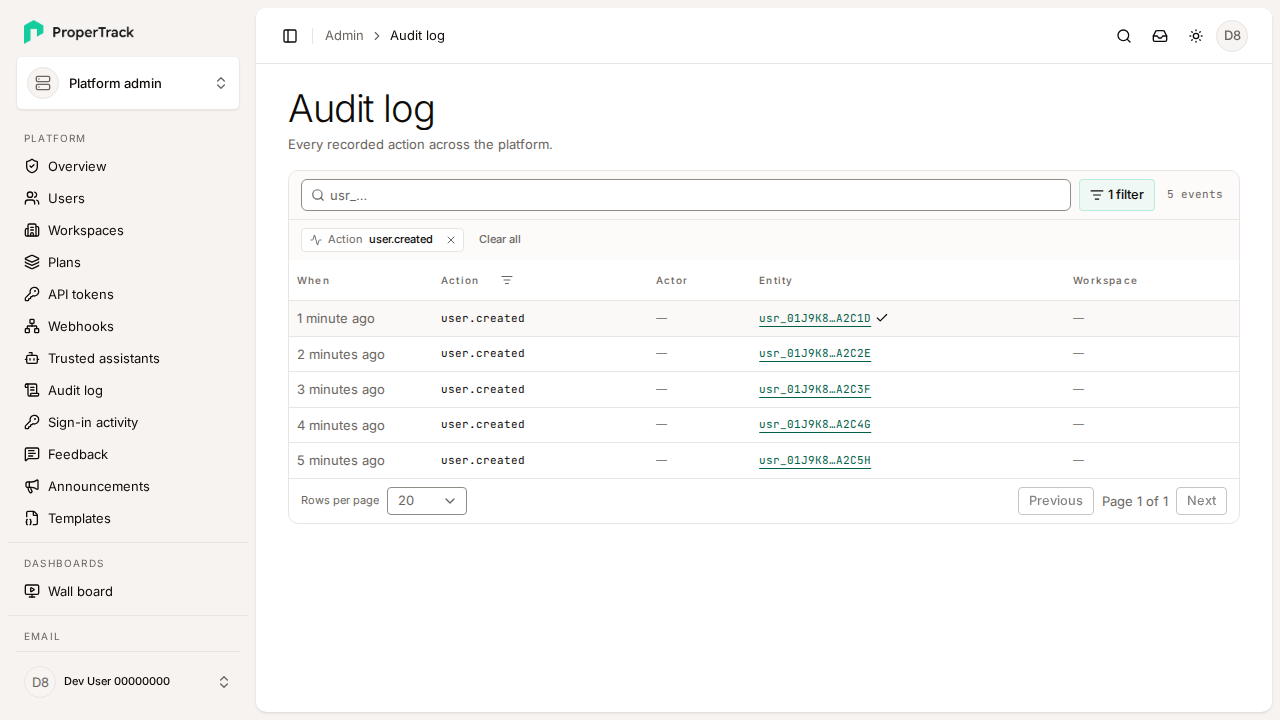 ProperTrack
Platform admin
PLATFORM
Overview
Users
Workspaces
Plans
API tokens
Webhooks
Trusted assistants
Audit log
Sign-in activity
Feedback
Announcements
Templates
DASHBOARDS
Wall board
EMAIL
D8 Dev User 00000000
Admin > Audit log
D8
Audit log
Every recorded action across the platform.
usr_...
1 filter
5 events
Action user.created
Clear all
When Action Actor Entity Workspace
1 minute ago user.created — usr_01J9K8…A2C1D —
2 minutes ago user.created — usr_01J9K8…A2C2E —
3 minutes ago user.created — usr_01J9K8…A2C3F —
4 minutes ago user.created — usr_01J9K8…A2C4G —
5 minutes ago user.created — usr_01J9K8…A2C5H —
Rows per page 20 Previous Page 1 of 1 Next